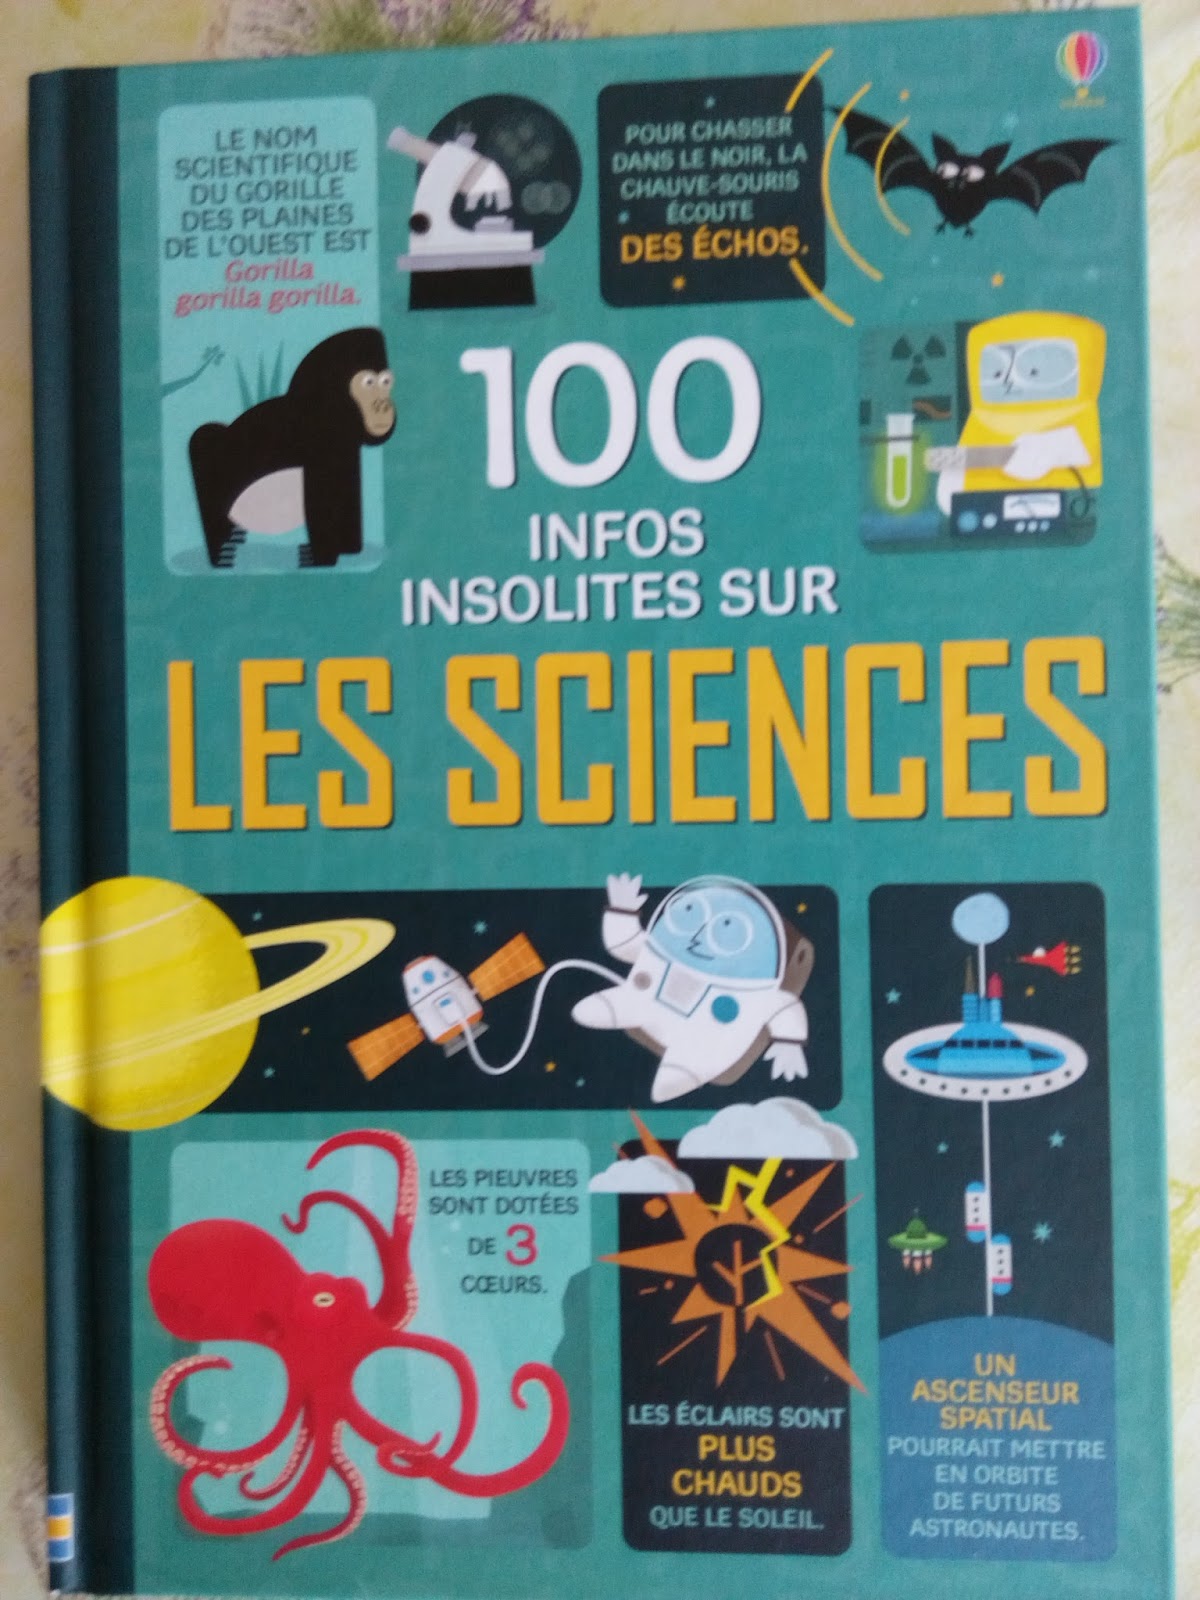 LE NOM
SCIENTIFIQUE
DU GORILLE
DES PLAINES
DE L'OUEST EST
Gorilla
gorilla gorilla.
POUR CHASSER
DANS LE NOIR, LA
CHAUVE-SOURIS
ÉCOUTE
DES ÉCHOS.
100
INFOS
INSOLITES SUR
LES SCIENCES
LES PIEUVRES
SONT DOTÉES
DE 3
CŒURS.
LES ÉCLAIRS SONT
PLUS
CHAUDS
QUE LE SOLEIL.
UN
ASCENSEUR
SPATIAL
POURRAIT METTRE
EN ORBITE
DE FUTURS
ASTRONAUTES.